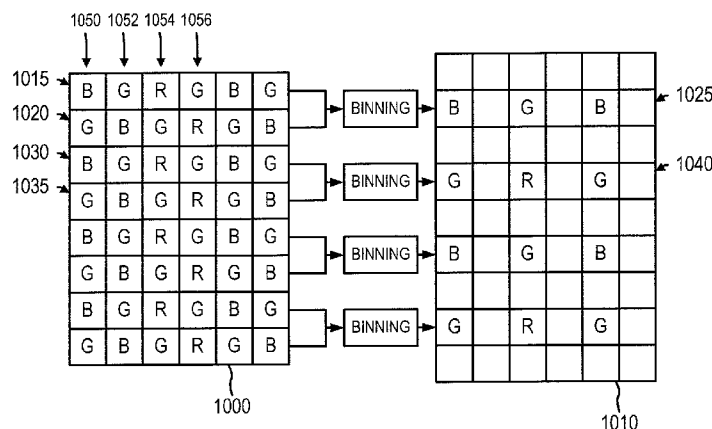 1050 1052 1054 1056
1015 B G R G B G
1020 G B G R G B BINNING B G B 1025
1030 B G R G B G
1035 G B G R G B BINNING G R G 1040
B G R G B G
G B G R G B BINNING B G B
B G R G B G
G B G R G B BINNING G R G
1000 1010